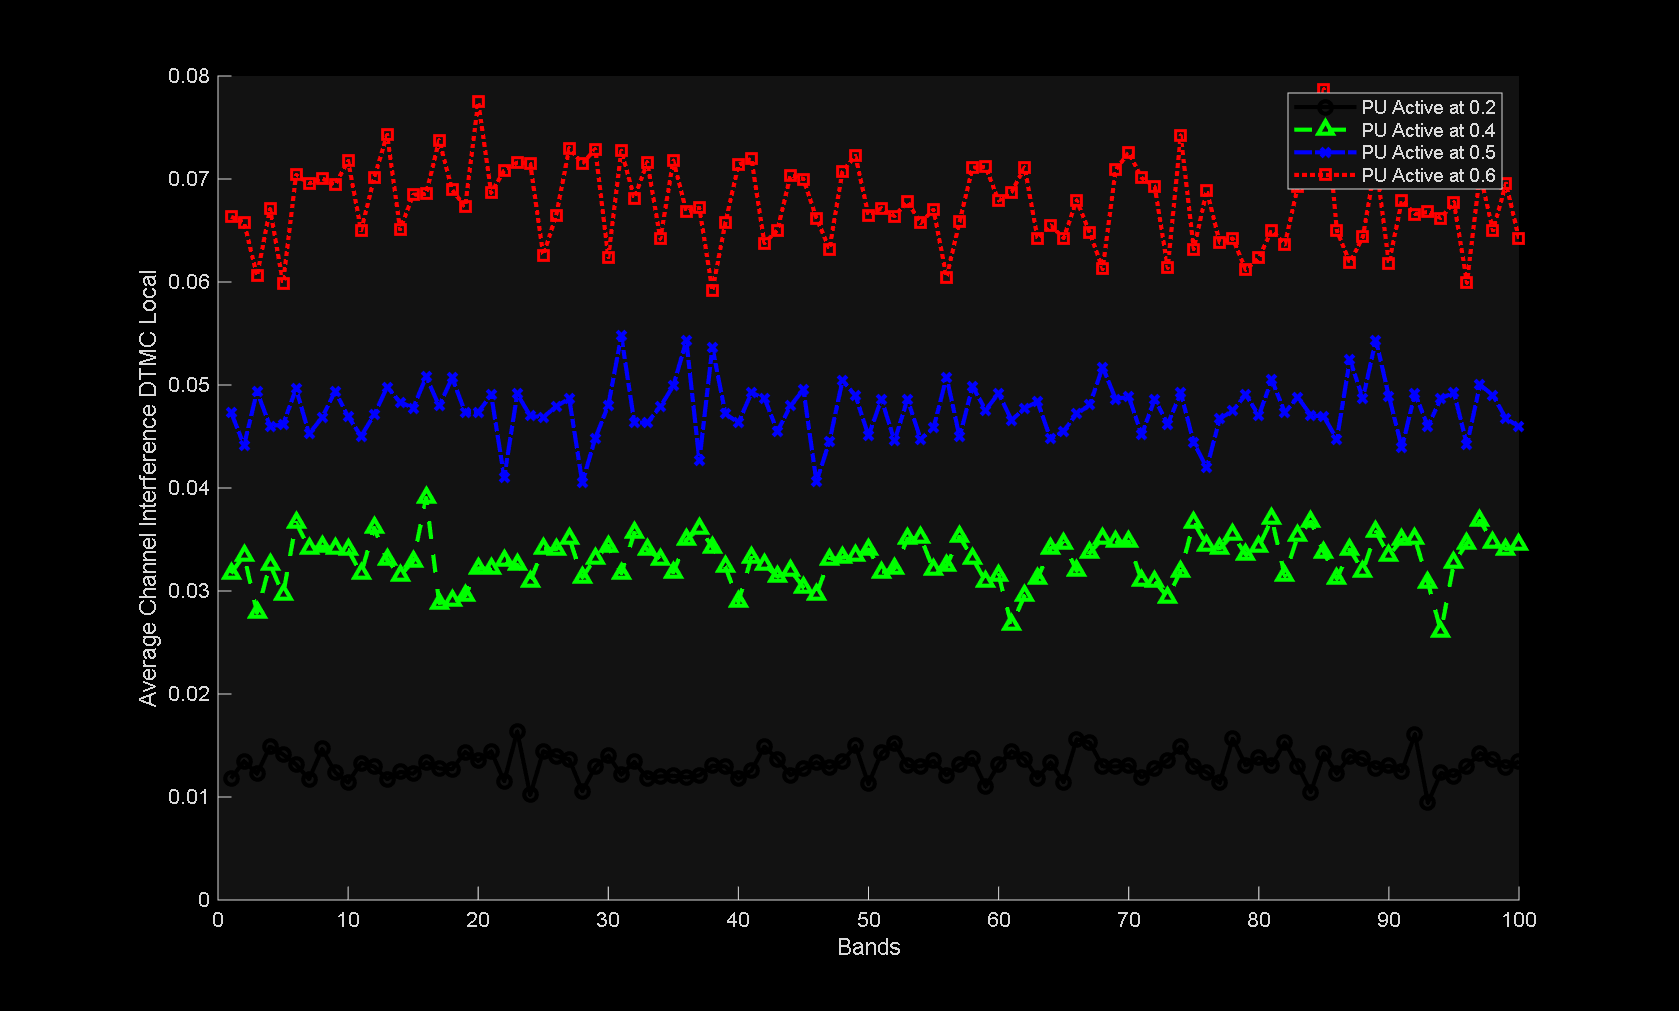 0.08
0.07
0.06
0.05
0.04
0.03
0.02
0.01
0
Average Channel Interference DTMC Local
PU Active at 0.2
PU Active at 0.4
PU Active at 0.5
PU Active at 0.6
0 10 20 30 40 50 60 70 80 90 100
Bands